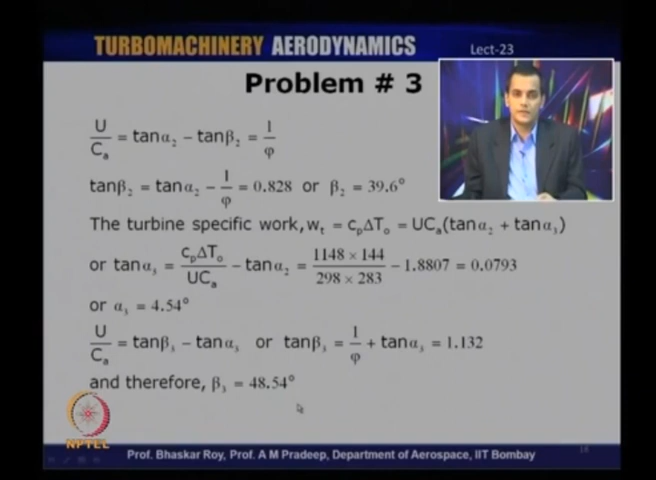 TURBOMACHINERY AERODYNAMICS Lect-23
Problem # 3
U/Cₐ = tanα₂ − tanβ₂ = 1/φ
tanβ₂ = tanα₂ − 1/φ = 0.828 or β₂ = 39.6°
The turbine specific work, wₜ = cₚΔTₒ = UCₐ(tanα₂ + tanα₃)
or tanα₃ = cₚΔTₒ/UCₐ − tanα₂ = 1148 × 144/298 × 283 − 1.8807 = 0.0793
or α₃ = 4.54°
U/Cₐ = tanβ₃ − tanα₃ or tanβ₃ = 1/φ + tanα₃ = 1.132
and therefore, β₃ = 48.54°
NPTEL
Prof. Bhaskar Roy, Prof. A M Pradeep, Department of Aerospace, IIT Bombay